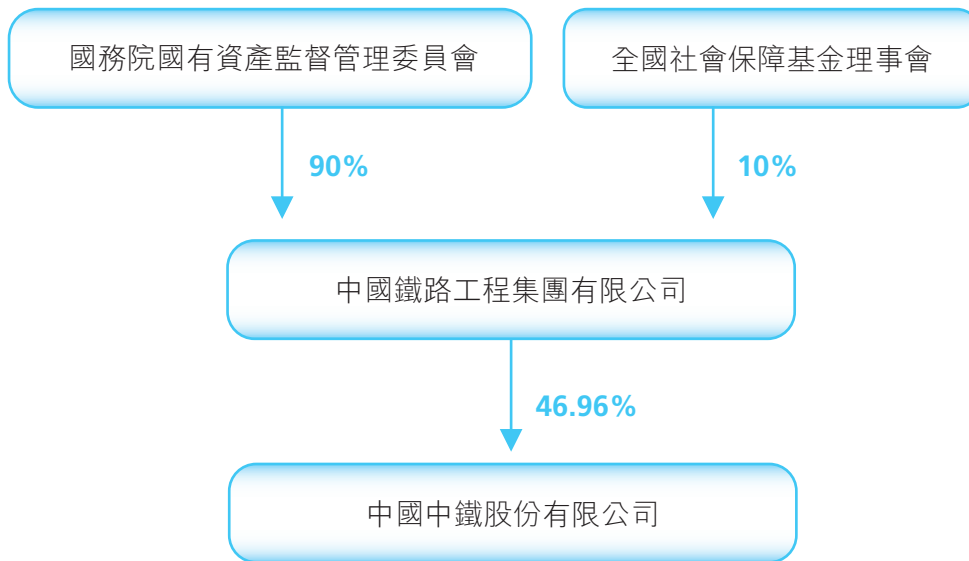 國務院國有資產監督管理委員會
全國社會保障基金理事會
90%
10%
中國鐵路工程集團有限公司
46.96%
中國中鐵股份有限公司